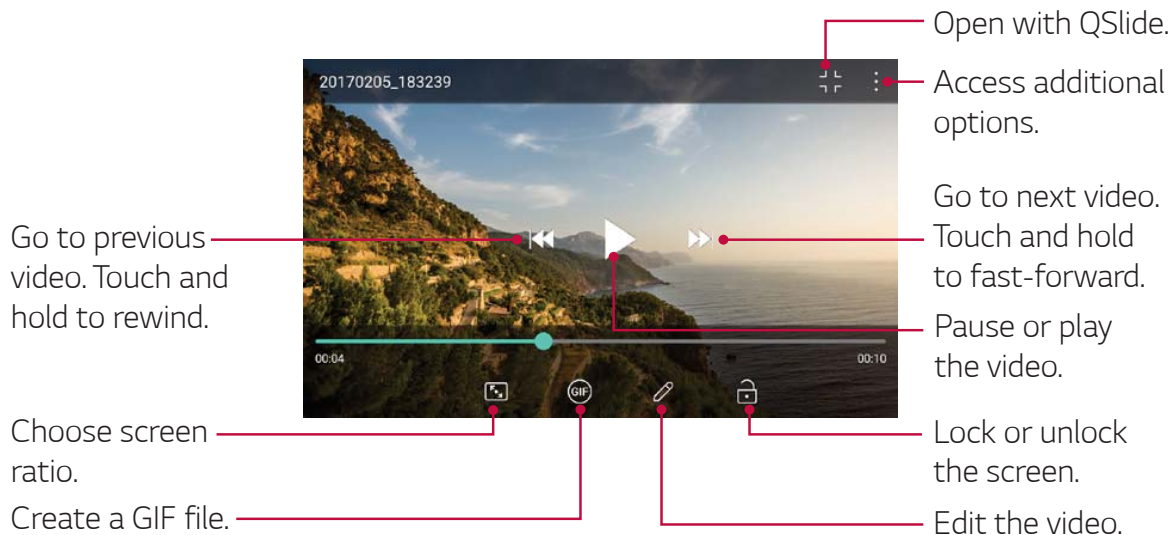 Open with QSlide.
20170205_183239
Access additional
options.
Go to next video.
Touch and hold
to fast-forward.
Go to previous
video. Touch and
hold to rewind.
Pause or play
the video.
00:04
00:10
GIF
Choose screen
ratio.
Lock or unlock
the screen.
Create a GIF file.
Edit the video.